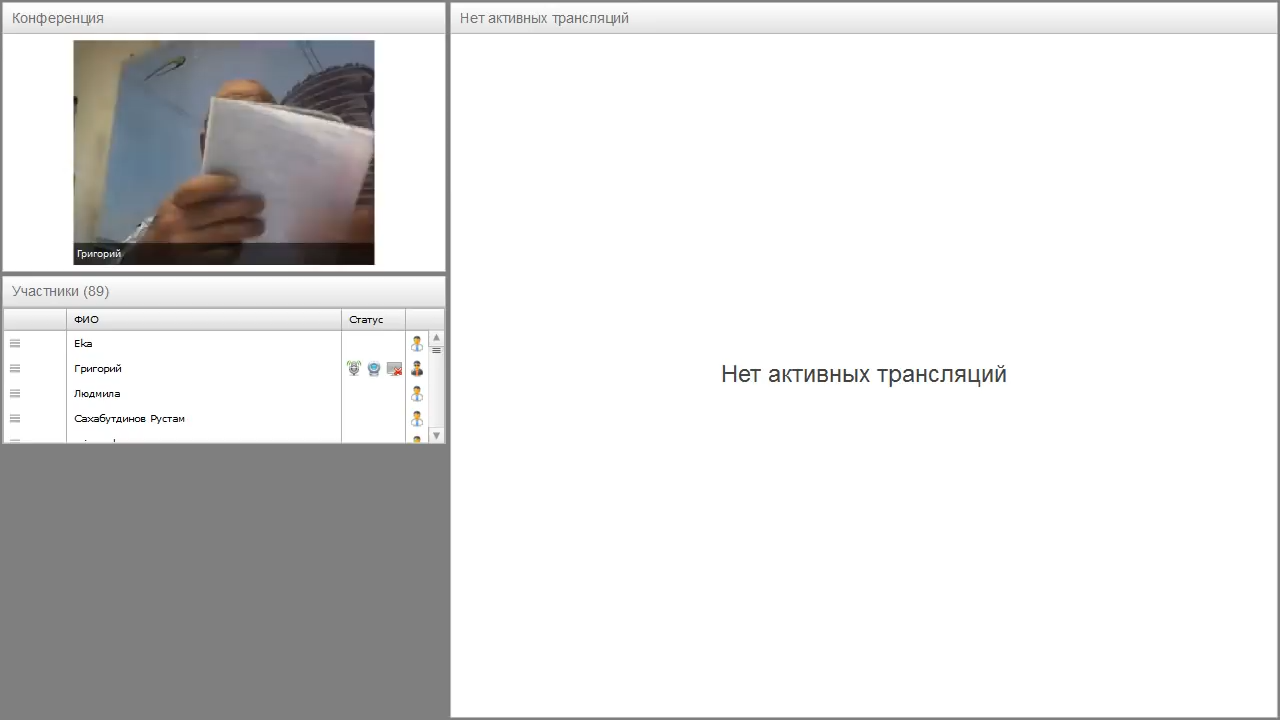 Конференция
Нет активных трансляций
Григорий
Участники (89)
ФИО
Статус
Eka
Григорий
Людмила
Сахабутдинов Рустам
Нет активных трансляций